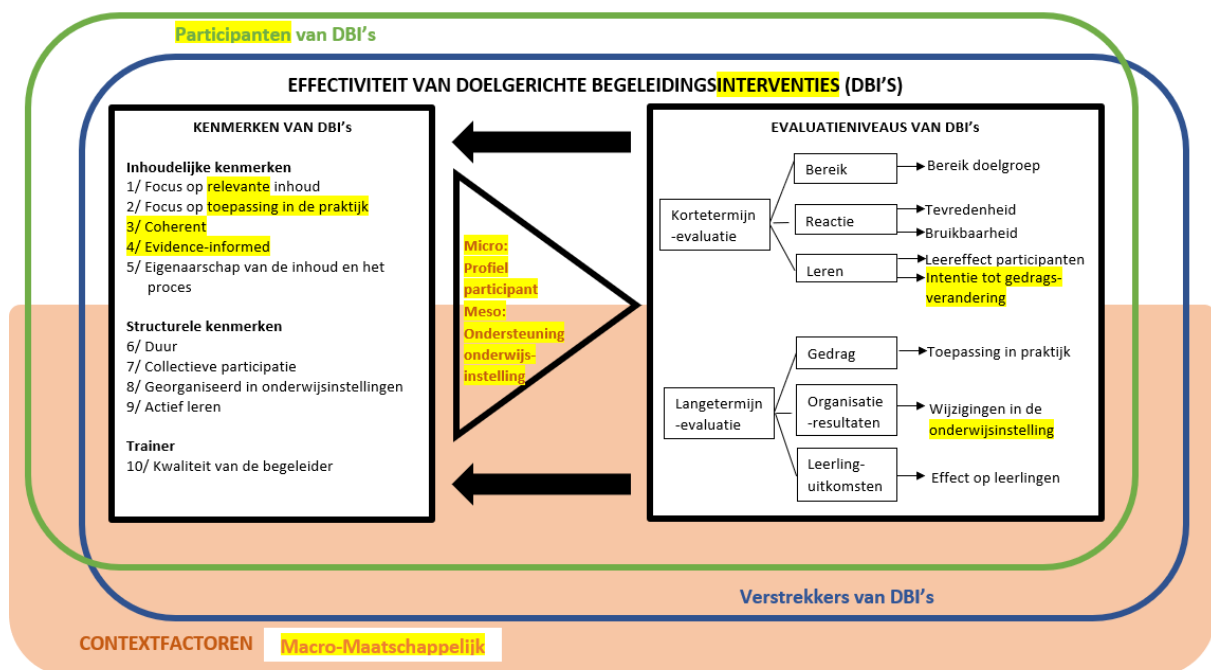 Participanten van DBI's
EFFECTIVITEIT VAN DOELGERICHTE BEGELEIDINGSINTERVENTIES (DBI'S)
KENMERKEN VAN DBI's
Inhoudelijke kenmerken
1/ Focus op relevante inhoud
2/ Focus op toepassing in de praktijk
3/ Coherent
4/ Evidence-informed
5/ Eigenaarschap van de inhoud en het
proces
Structurele kenmerken
6/ Duur
7/ Collectieve participatie
8/ Georganiseerd in onderwijsinstellingen
9/ Actief leren
Trainer
10/ Kwaliteit van de begeleider
Micro:
Profiel
participant
Meso:
Ondersteuning
onderwijs-
instelling
EVALUATIENIVEAUS VAN DBI's
Kortetermijn
-evaluatie
Bereik
Bereik doelgroep
Reactie
Tevredenheid
Bruikbaarheid
Leren
Leereffect participanten
Intentie tot gedrags-
verandering
Langetermijn
-evaluatie
Gedrag
Toepassing in praktijk
Organisatie
-resultaten
Wijzigingen in de
onderwijsinstelling
Leerling-
uitkomsten
Effect op leerlingen
Verstrekkers van DBI's
CONTEXTFACTOREN
Macro-Maatschappelijk